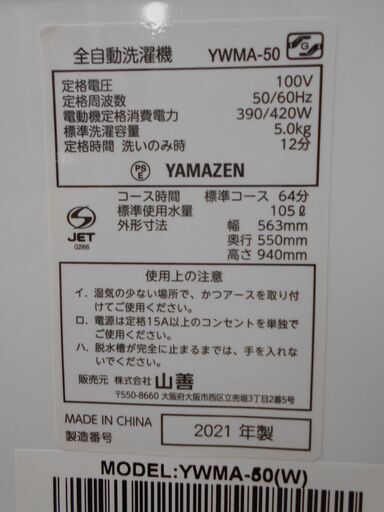 全自動洗濯機 YWMA-50 G
定格電圧 100V
定格周波数 50/60Hz
電動機定格消費電力 390/420W
標準洗濯容量 5.0kg
定格時間 洗いのみ時 12分
PS E YAMAZEN
S JET 0266
コース時間 標準コース 64分
標準使用水量 105ℓ
外形寸法 幅 563mm
奥行 550mm
高さ 940mm
使用上の注意
イ. 湿気の少ない場所で、かつアースを取り付
けてご使用ください。
ロ. 電源は定格15A以上のコンセントを単独で
ご使用ください。
ハ. 脱水槽が完全に止まるまでは、手を入れな
いでください。
販売元 株式会社 山善
〒550-8660 大阪府大阪市西区立売堀3丁目2番5号
MADE IN CHINA
製造番号 2021 年製
MODEL:YWMA-50(W)